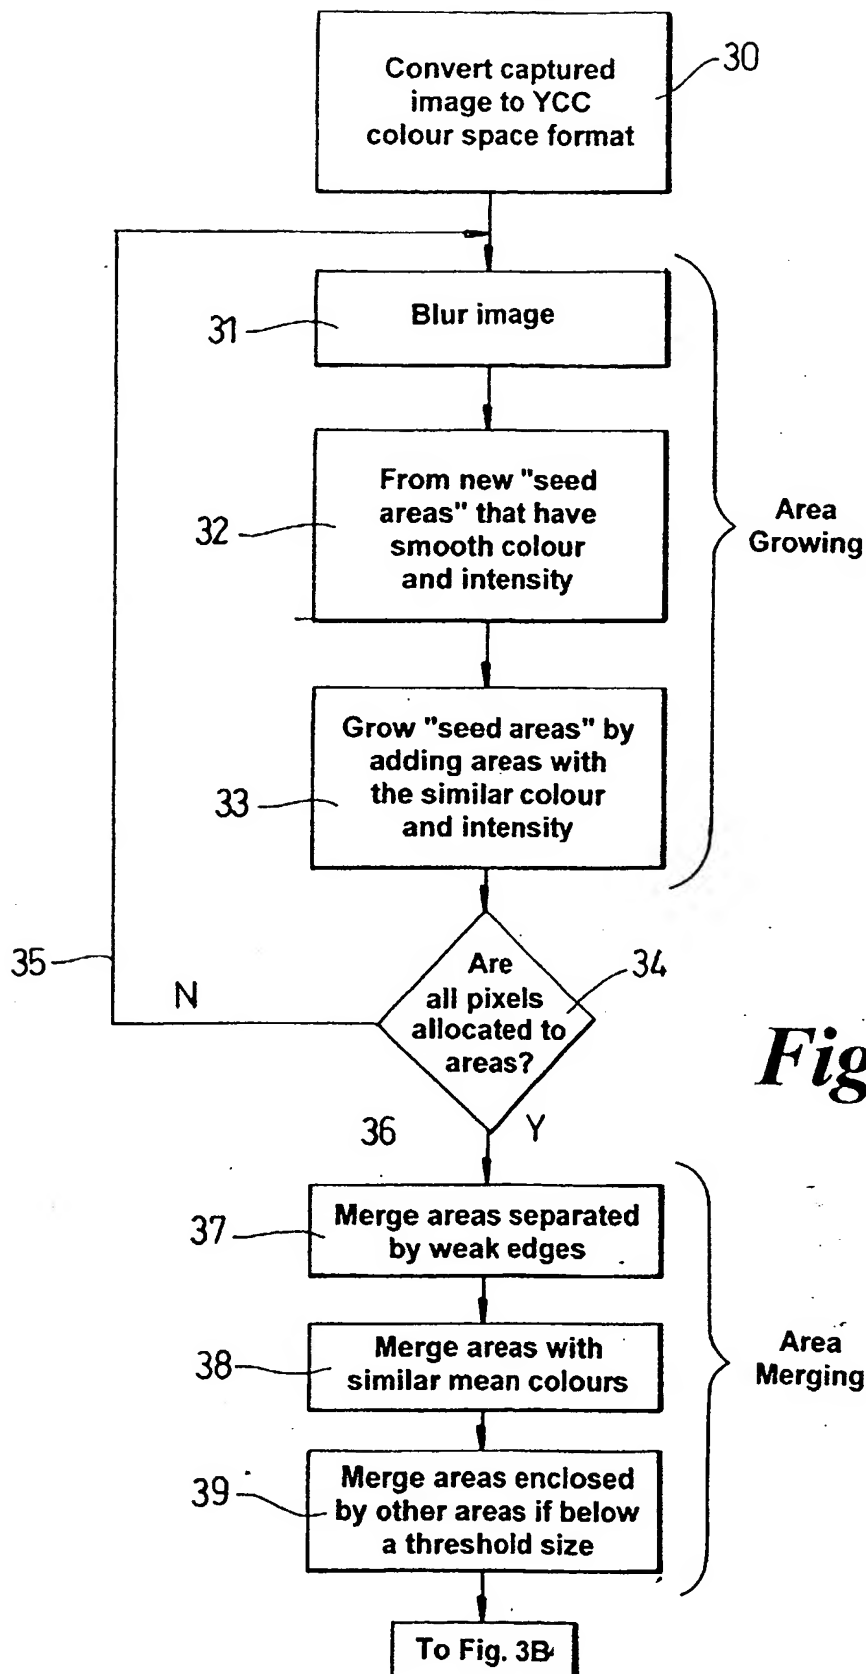 Convert captured
image to YCC
colour space format
30
31
Blur image
32
From new "seed
areas" that have
smooth colour
and intensity
Area
Growing
33
Grow "seed areas" by
adding areas with
the similar colour
and intensity
35
N
Are
all pixels
allocated to
areas?
34
Fig
36
Y
37
Merge areas separated
by weak edges
38
Merge areas with
similar mean colours
Area
Merging
39
Merge areas enclosed
by other areas if below
a threshold size
To Fig. 3B